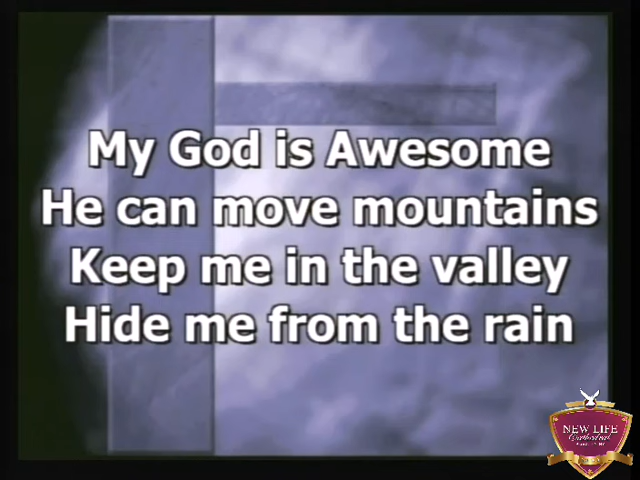 My God is Awesome
He can move mountains
Keep me in the valley
Hide me from the rain
NEW LIFE
Cathedral